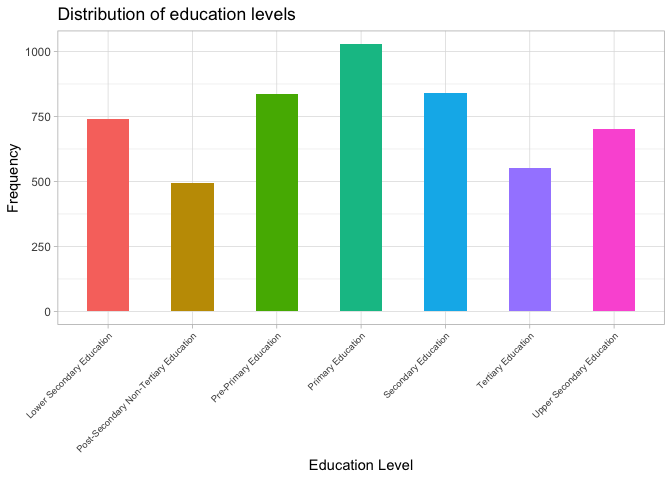 Distribution of education levels
1000
750
500
250
0
Frequency
Lower Secondary Education
Post-Secondary Non-Tertiary Education
Pre-Primary Education
Primary Education
Secondary Education
Tertiary Education
Upper Secondary Education
Education Level